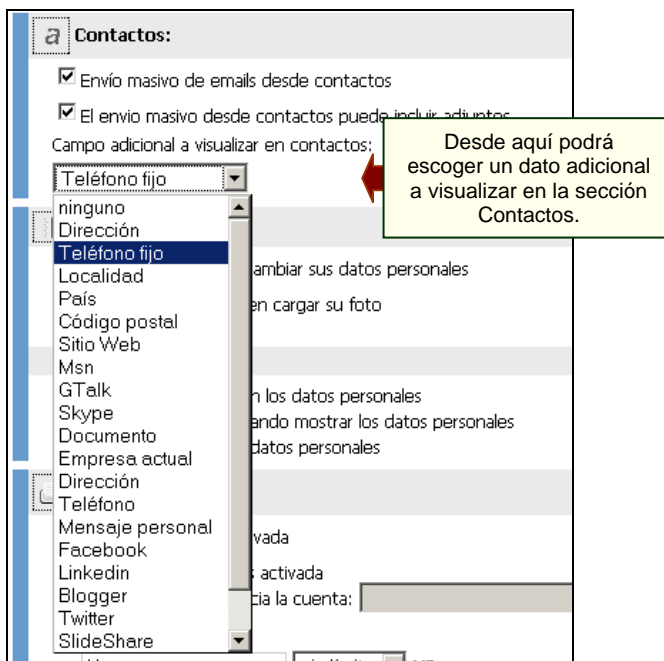 a Contactos:
Envío masivo de emails desde contactos
El envio masivo desde contactos puede incluir adjuntos
Campo adicional a visualizar en contactos:
Desde aquí podrá
escoger un dato adicional
a visualizar en la sección
Contactos.
Teléfono fijo
ninguno
Dirección
Teléfono fijo
Localidad
País
Código postal
Sitio Web
Msn
GTalk
Skype
Documento
Empresa actual
Dirección
Teléfono
Mensaje personal
Facebook
Linkedin
Blogger
Twitter
SlideShare
ambiar sus datos personales
en cargar su foto
n los datos personales
ando mostrar los datos personales
datos personales
vada
s activada
cia la cuenta: